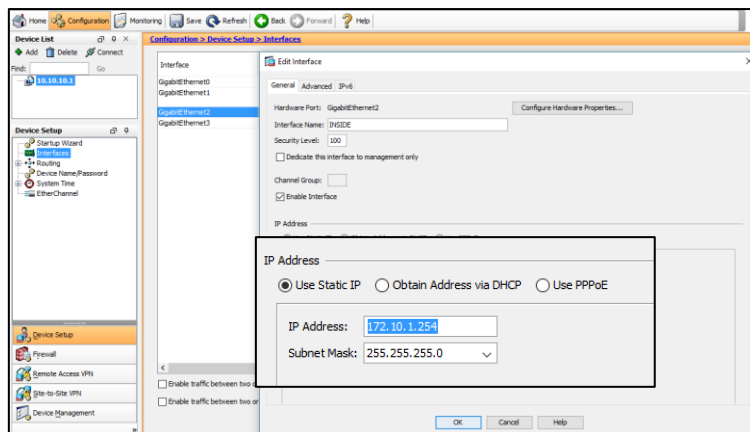 Home Configuration Monitoring Save Refresh Back Forward Help
Device List
Add Delete Connect
Find: Go
10.10.10.1
Device Setup
Startup Wizard
Interfaces
Routing
Device Name/Password
System Time
EtherChannel
Device Setup
Firewall
Remote Access VPN
Site-to-Site VPN
Device Management
Configuration > Device Setup > Interfaces
Interface
GigabitEthernet0
GigabitEthernet1
GigabitEthernet2
GigabitEthernet3
Enable traffic between two o
Enable traffic between two or
Edit Interface
General Advanced IPv6
Hardware Port: GigabitEthernet2 Configure Hardware Properties...
Interface Name: INSIDE
Security Level: 100
Dedicate this interface to management only
Channel Group:
Enable Interface
IP Address
IP Address
Use Static IP Obtain Address via DHCP Use PPPoE
IP Address: 172.10.1.254
Subnet Mask: 255.255.255.0
OK Cancel Help